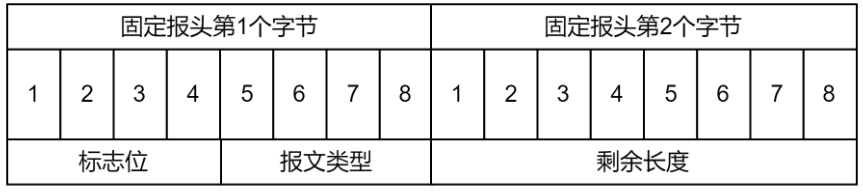 固定报头第1个字节 固定报头第2个字节
1 2 3 4 5 6 7 8 1 2 3 4 5 6 7 8
标志位 报文类型 剩余长度